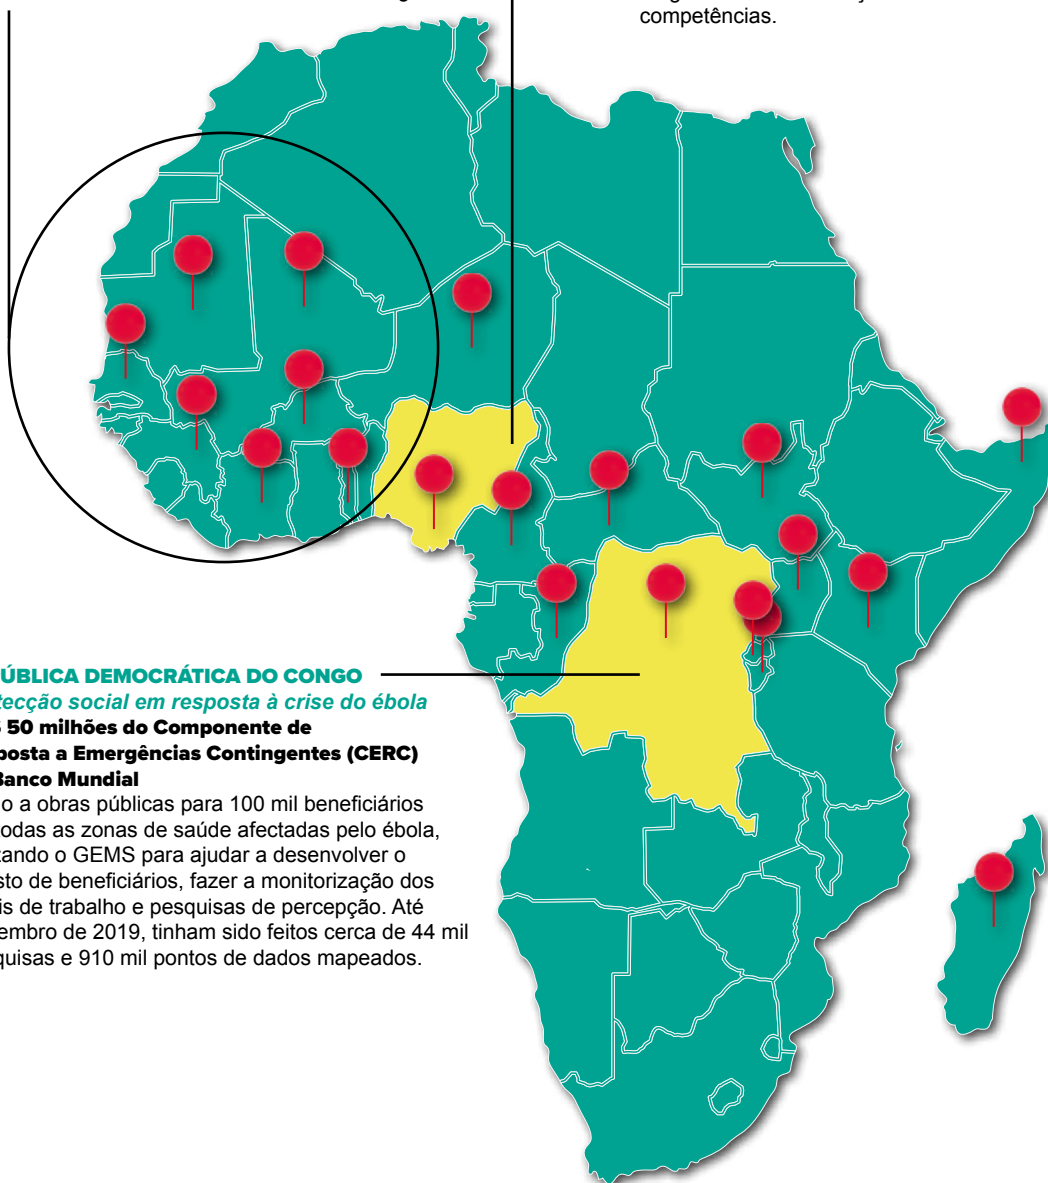 competências.
PÚBLICA DEMOCRÁTICA DO CONGO
tecção social em resposta à crise do ébola
50 milhões do Componente de
posta a Emergências Contingentes (CERC)
Banco Mundial
o a obras públicas para 100 mil beneficiários
odas as zonas de saúde afectadas pelo ébola,
zando o GEMS para ajudar a desenvolver o
sto de beneficiários, fazer a monitorização dos
is de trabalho e pesquisas de percepção. Até
embro de 2019, tinham sido feitos cerca de 44 mil
quisas e 910 mil pontos de dados mapeados.